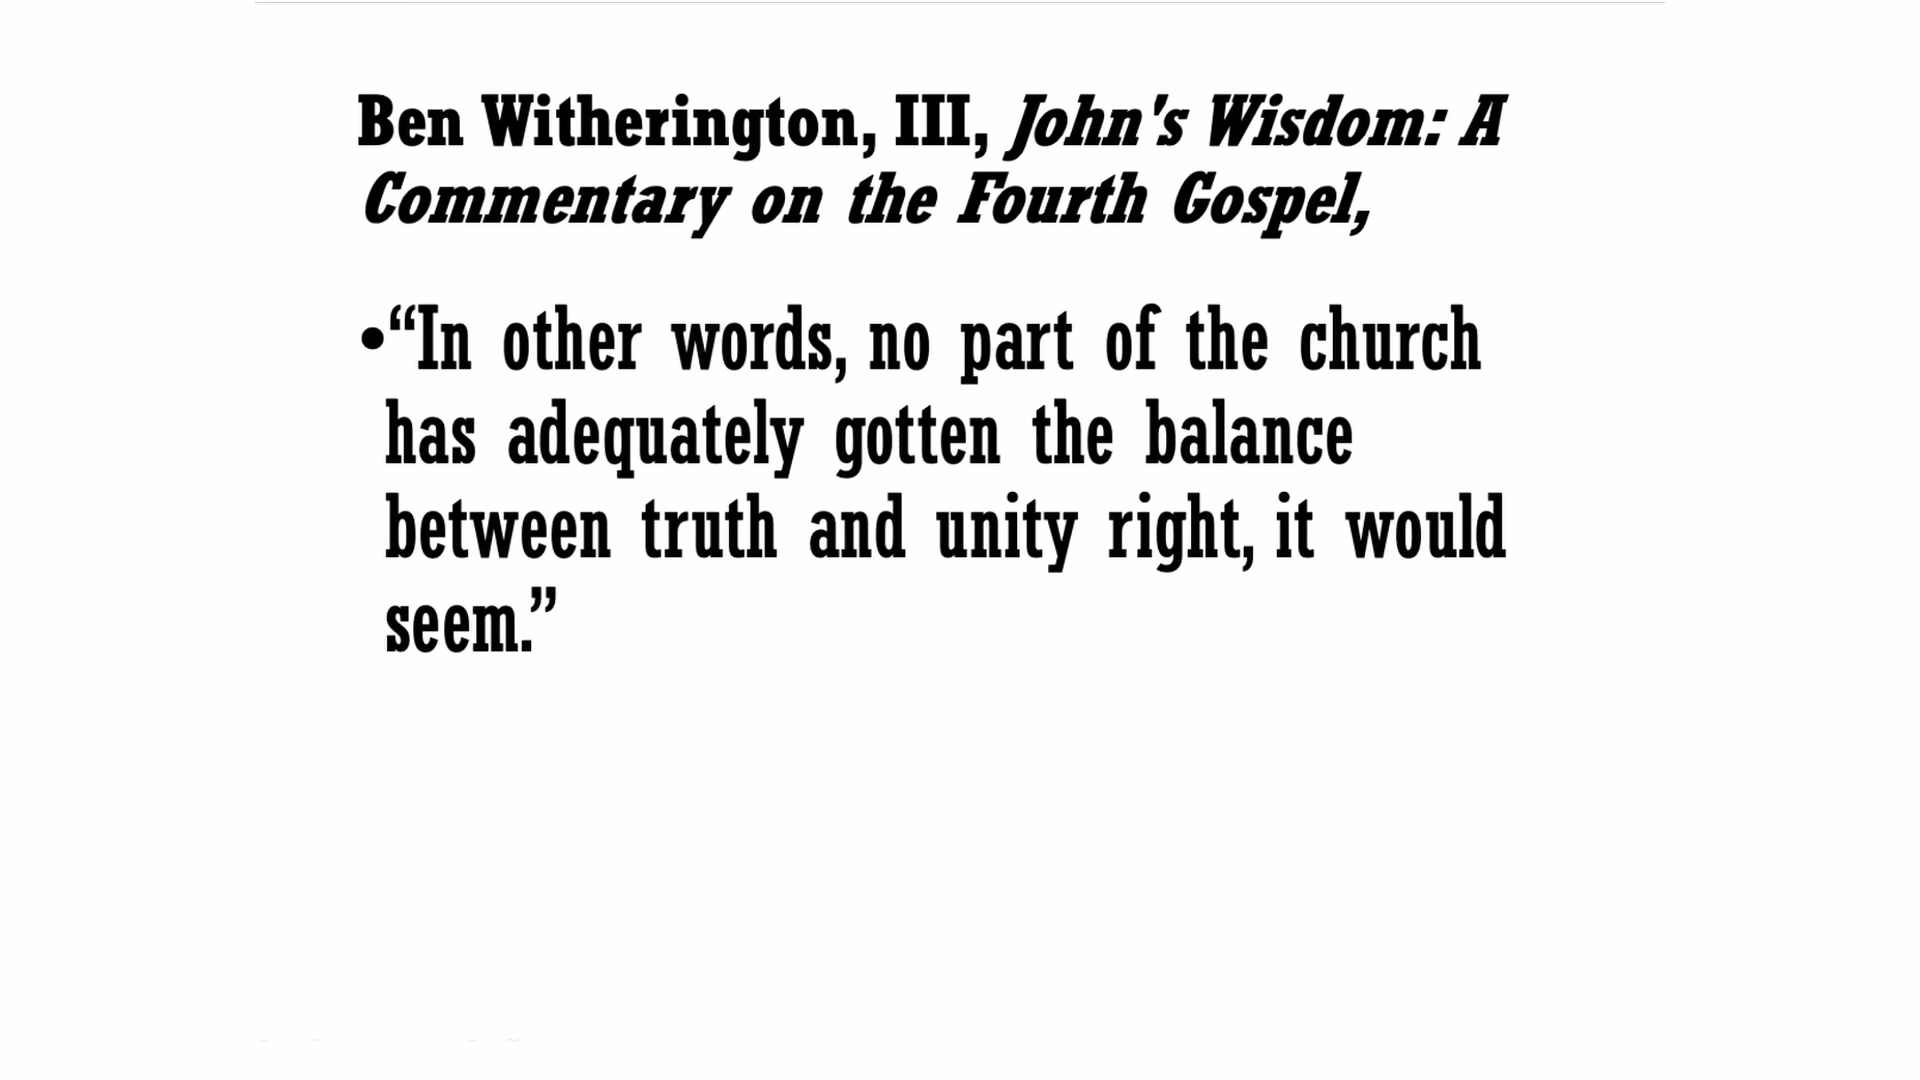 Ben Witherington, III, John's Wisdom: A
Commentary on the Fourth Gospel,
•“In other words, no part of the church
has adequately gotten the balance
between truth and unity right, it would
seem.”